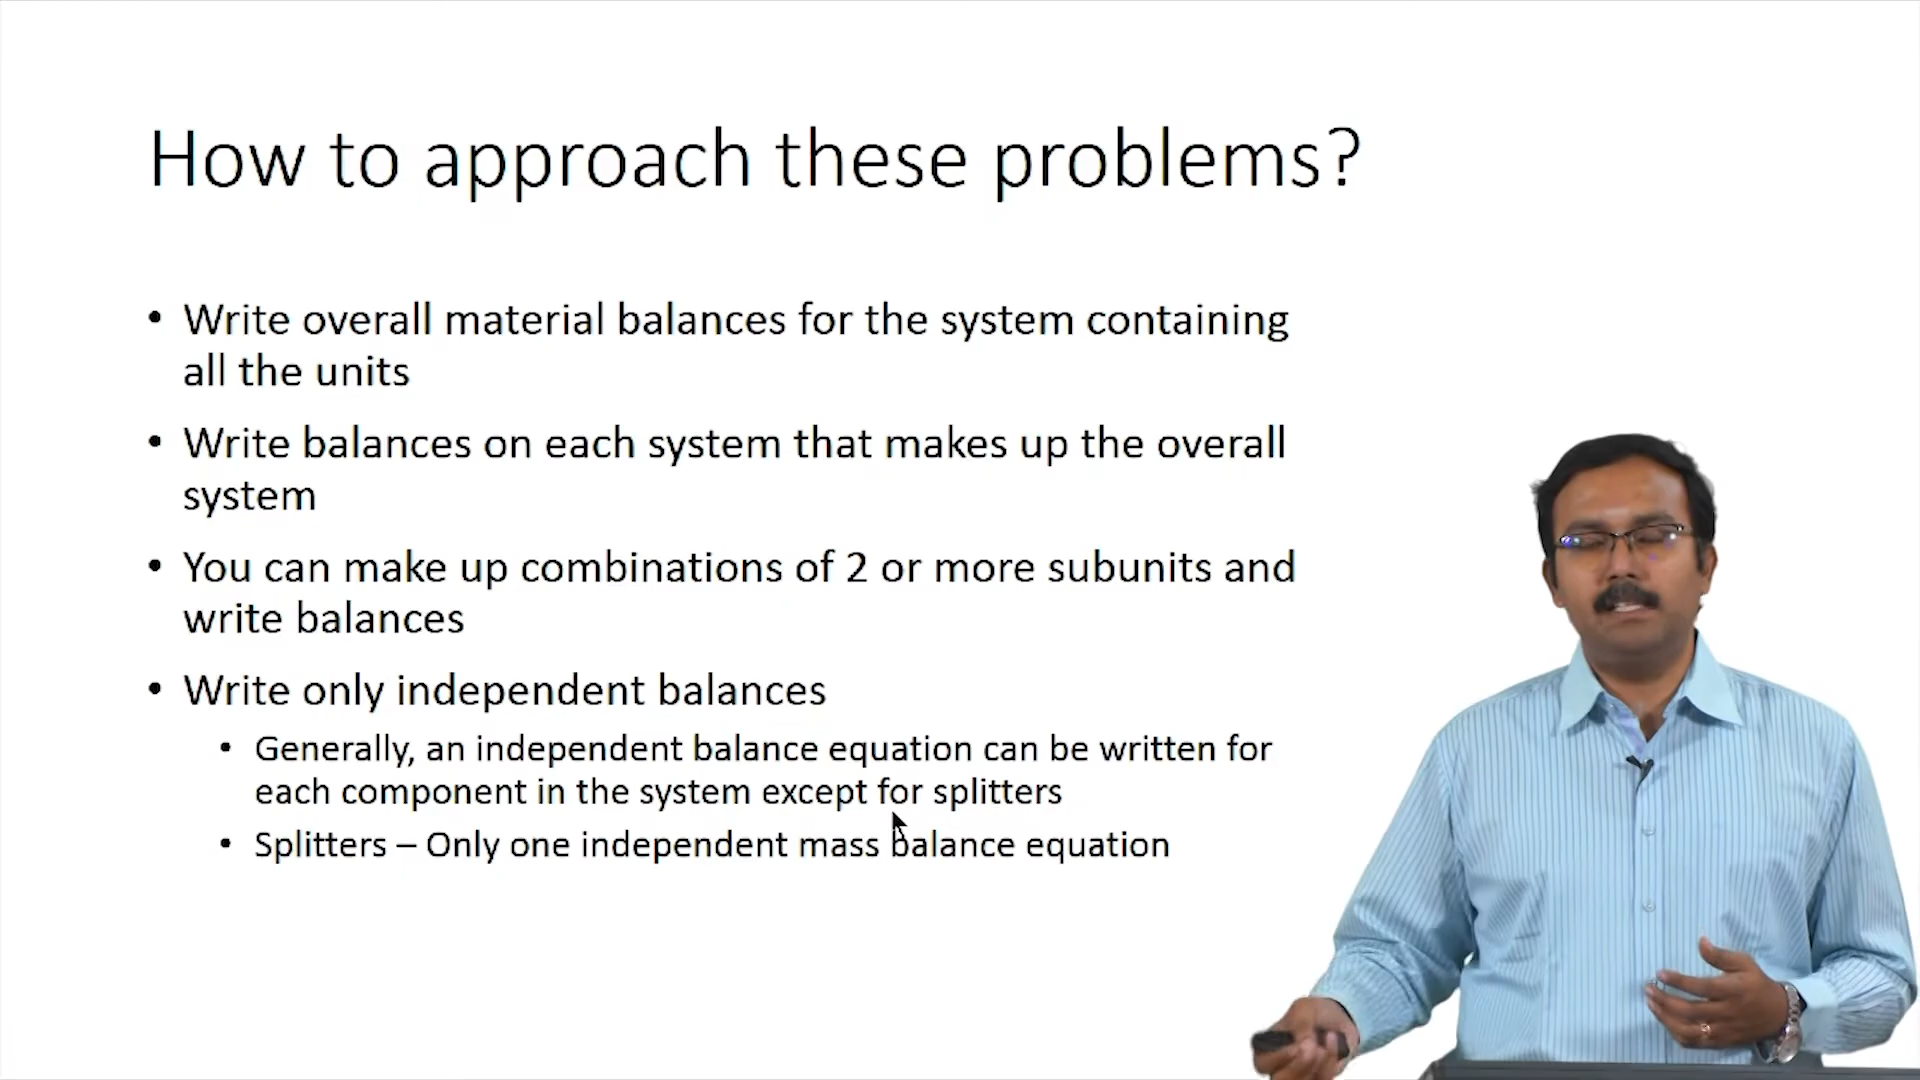 How to approach these problems?
• Write overall material balances for the system containing
all the units
• Write balances on each system that makes up the overall
system
• You can make up combinations of 2 or more subunits and
write balances
• Write only independent balances
• Generally, an independent balance equation can be written for
each component in the system except for splitters
• Splitters – Only one independent mass balance equation